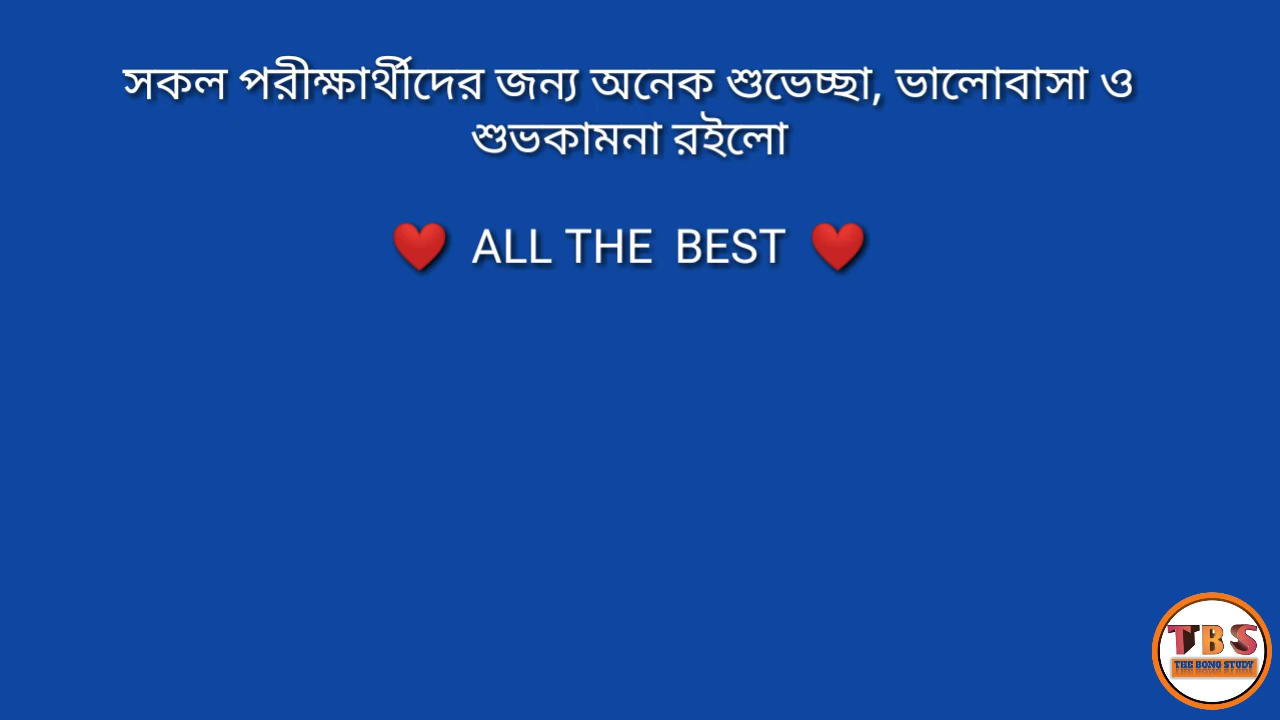 সকল পরীক্ষার্থীদের জন্য অনেক শুভেচ্ছা, ভালোবাসা ও
শুভকামনা রইলো
❤️ ALL THE BEST ❤️
TBS
THE BONG STUDY